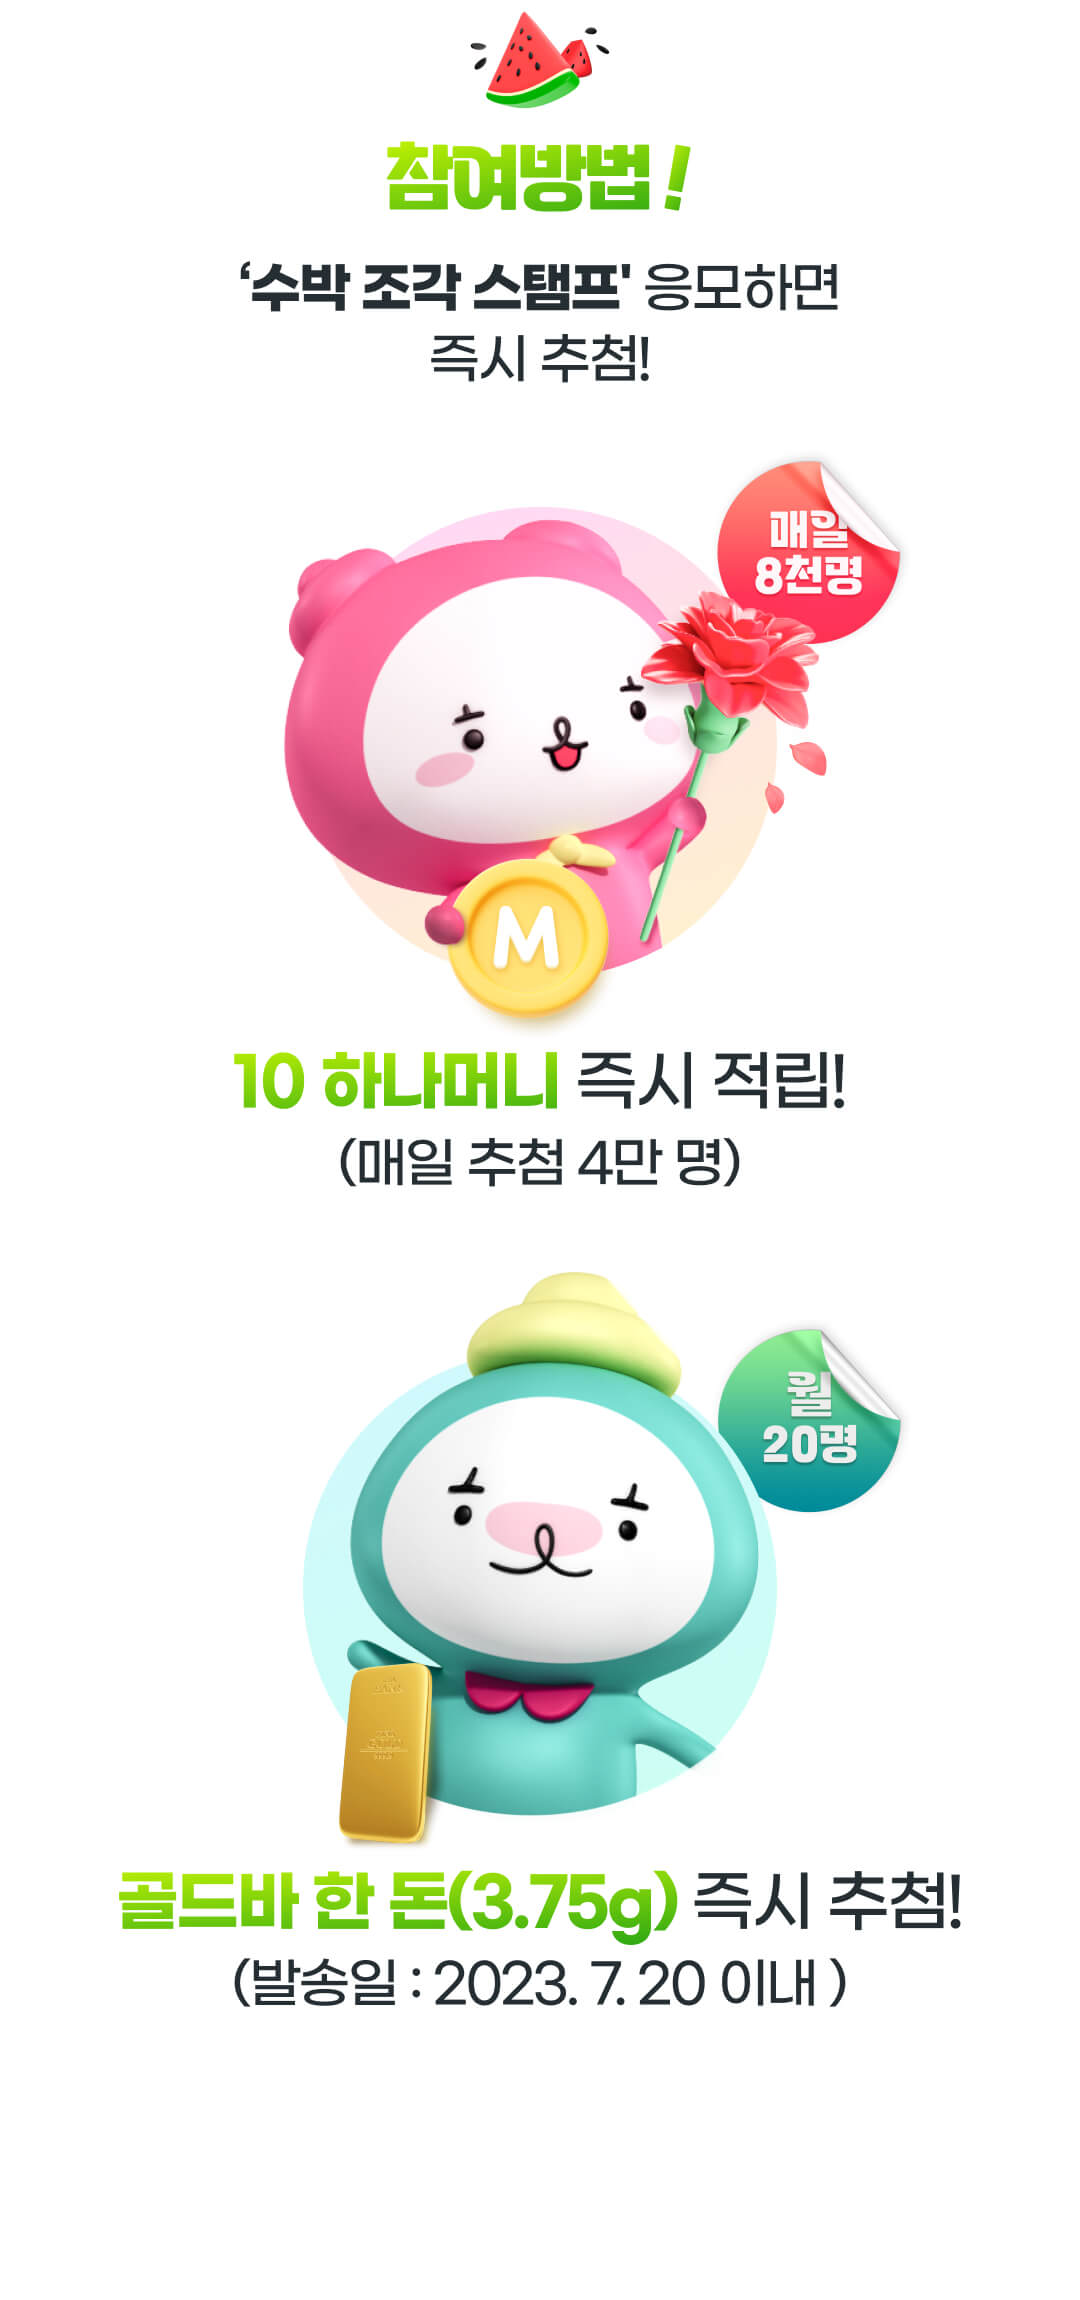 참여방법!
‘수박 조각 스탬프' 응모하면
즉시 추첨!
매일
8천명
M
10 하나머니 즉시 적립!
(매일 추첨 4만 명)
월
20명
골드바 한 돈(3.75g) 즉시 추첨!
(발송일 : 2023. 7. 20 이내 )